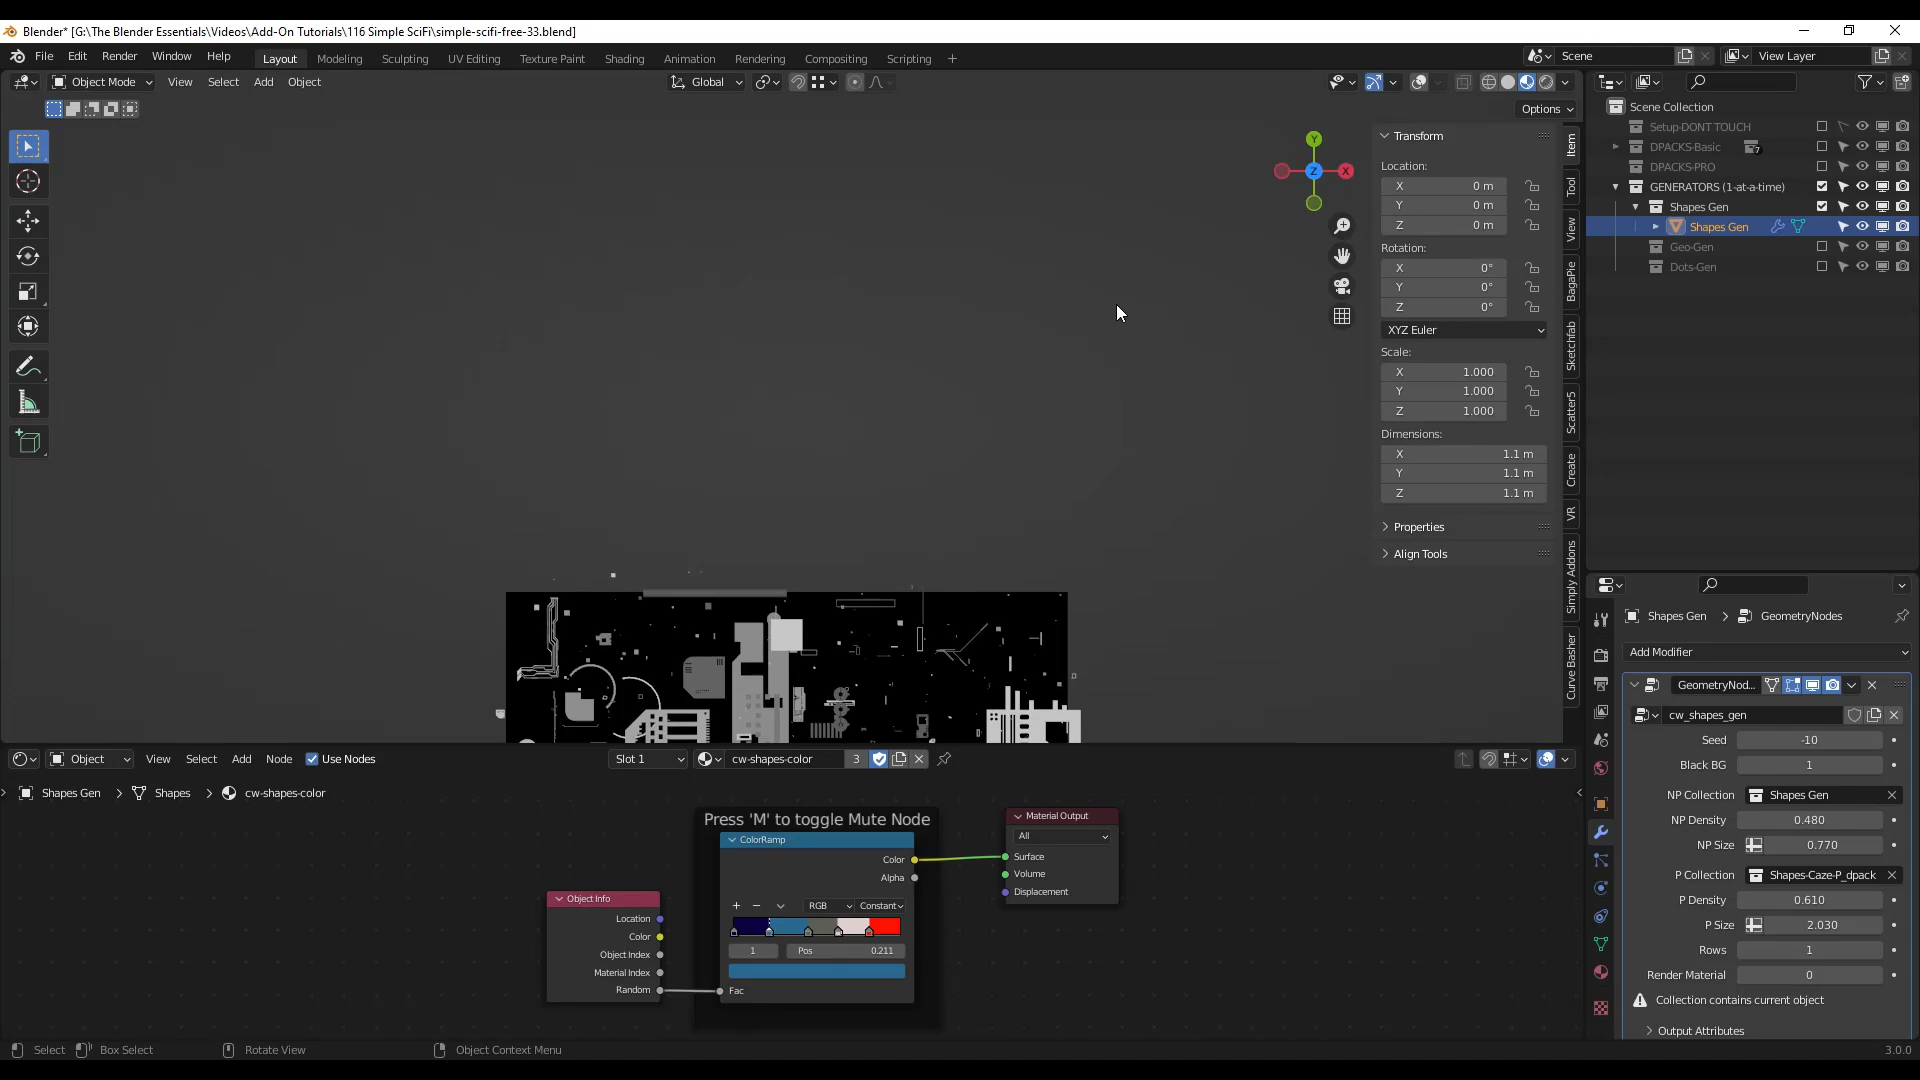 Blender* [G:\The Blender Essentials\Videos\Add-On Tutorials\116 Simple SciFi\simple-scifi-free-33.blend]
File Edit Render Window Help Layout Modeling Sculpting UV Editing Texture Paint Shading Animation Rendering Compositing Scripting + Scene View Layer
Object Mode View Select Add Object Global
Options
Scene Collection
Setup-DONT TOUCH
DPACKS-Basic 7
DPACKS-PRO
GENERATORS (1-at-a-time)
Shapes Gen
Shapes Gen
Geo-Gen
Dots-Gen
Y
X
Z
Transform
Location:
X 0 m
Y 0 m
Z 0 m
Rotation:
X 0°
Y 0°
Z 0°
XYZ Euler
Scale:
X 1.000
Y 1.000
Z 1.000
Dimensions:
X 1.1 m
Y 1.1 m
Z 1.1 m
Properties
Align Tools
Item
Tool
View
BagaPie
Sketchfab
Scatter5
Create
VR
Simply Addons
Curve Basher
Shapes Gen > GeometryNodes
Add Modifier
GeometryNod...
cw_shapes_gen
Seed -10
Black BG 1
NP Collection Shapes Gen
NP Density 0.480
NP Size 0.770
P Collection Shapes-Caze-P_dpack
P Density 0.610
P Size 2.030
Rows 1
Render Material 0
Collection contains current object
Output Attributes
Object View Select Add Node Use Nodes Slot 1 cw-shapes-color 3
Shapes Gen > Shapes > cw-shapes-color
Press 'M' to toggle Mute Node
ColorRamp
Color
Alpha
+ − RGB Constant
1 Pos 0.211
Fac
Material Output
All
Surface
Volume
Displacement
Object Info
Location
Color
Object Index
Material Index
Random
Select Box Select Rotate View Object Context Menu 3.0.0